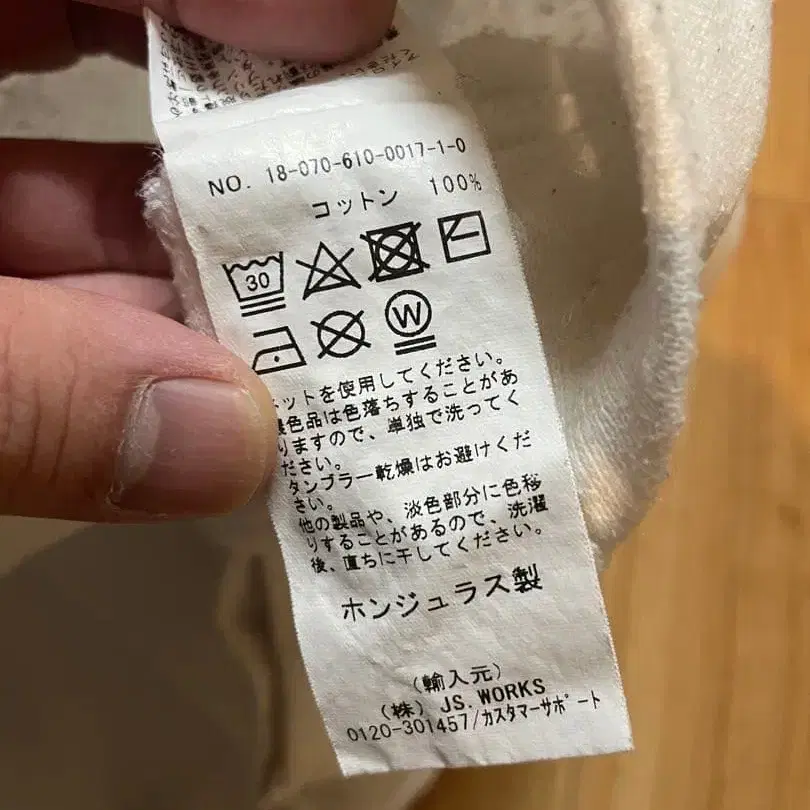 NO. 18-070-610-0017-1-0
コットン 100%
30
W
ネットを使用してください。
濃色品は色落ちすることがあ
りますので、単独で洗ってく
ださい。
タンブラー乾燥はお避けくだ
さい。
他の製品や、淡色部分に色移
りすることがあるので、洗濯
後、直ちに干してください。
ホンジュラス製
(輸入元)
(株) JS.WORKS
0120-301457/カスタマーサポート